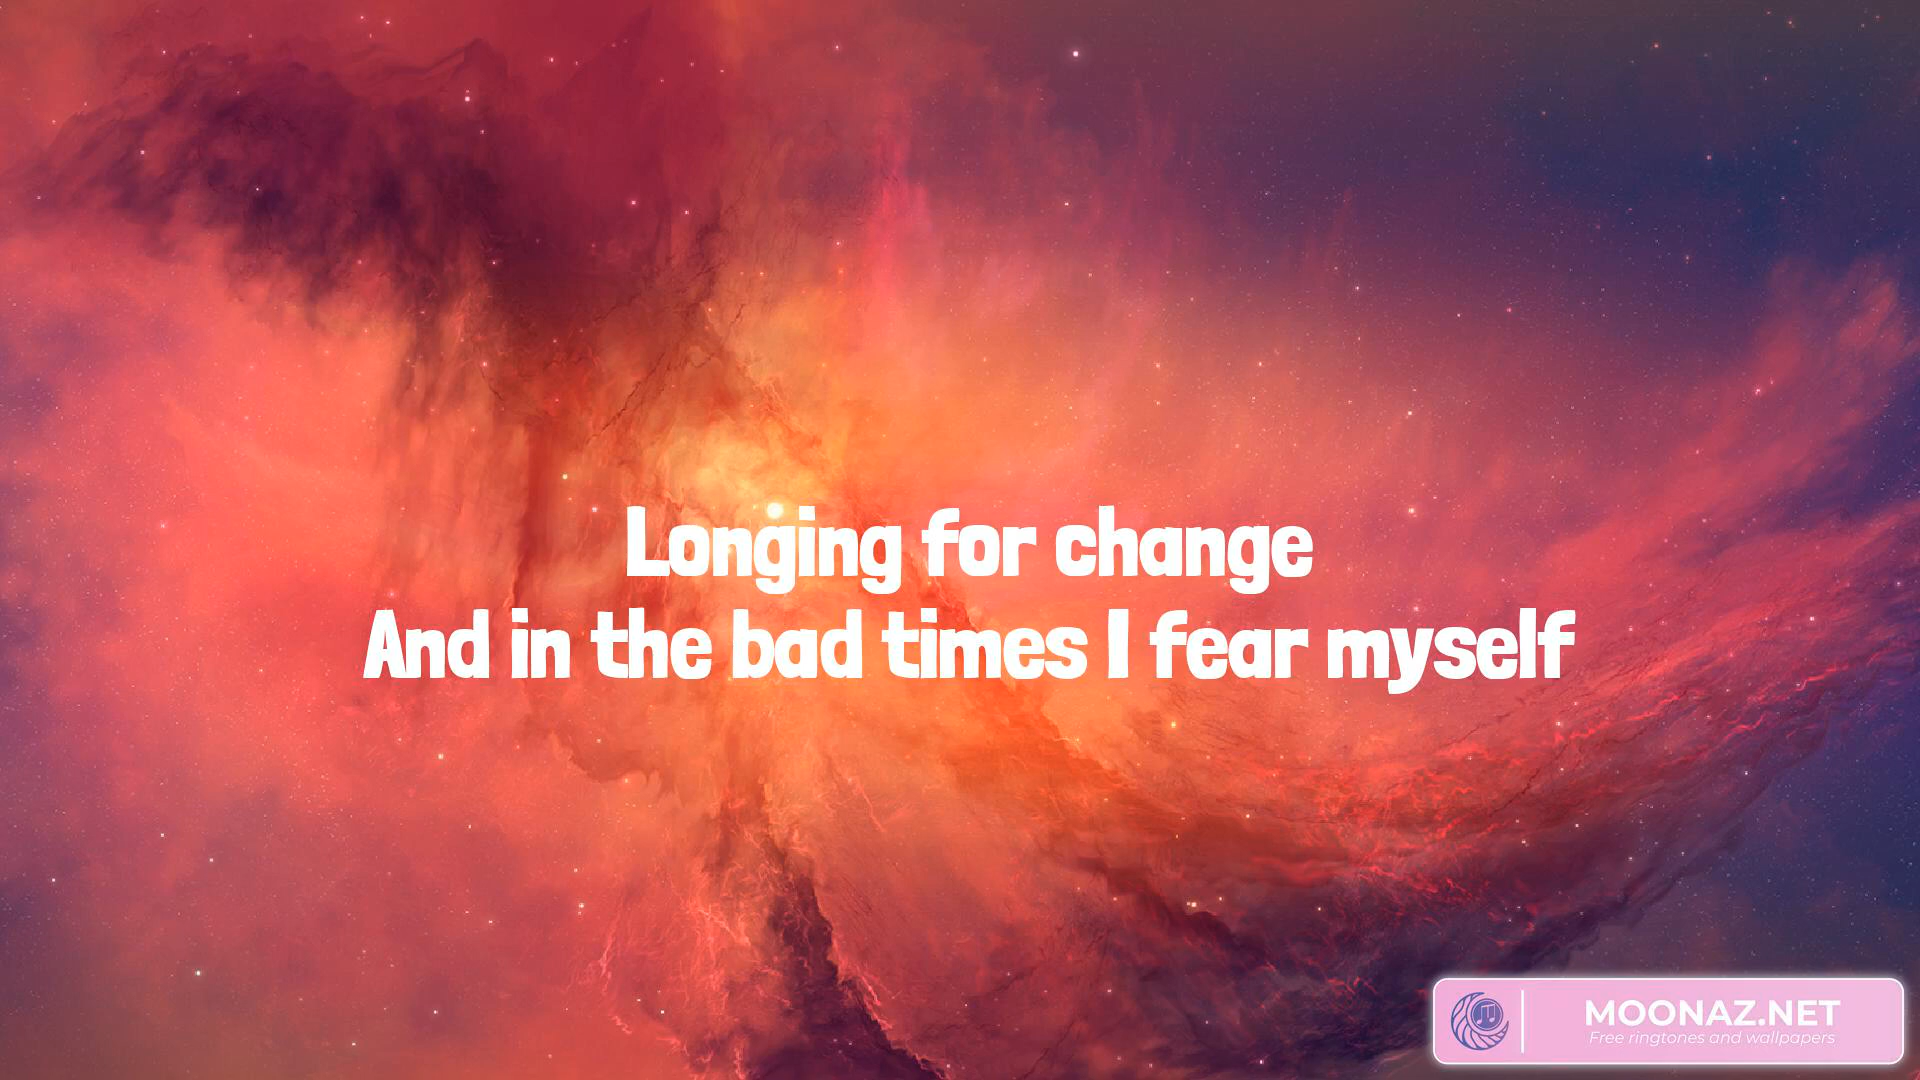 Longing for change
And in the bad times I fear myself
MOONAZ.NET
Free ringtones and wallpapers